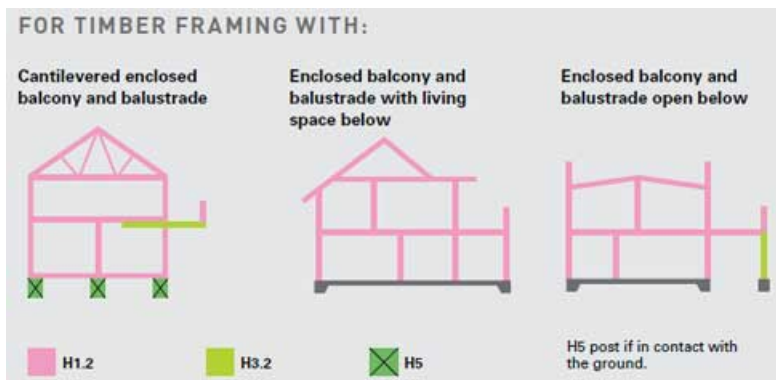 FOR TIMBER FRAMING WITH:
Cantilevered enclosed
balcony and balustrade
Enclosed balcony and
balustrade with living
space below
Enclosed balcony and
balustrade open below
H1.2
H3.2
H5
H5 post if in contact with
the ground.